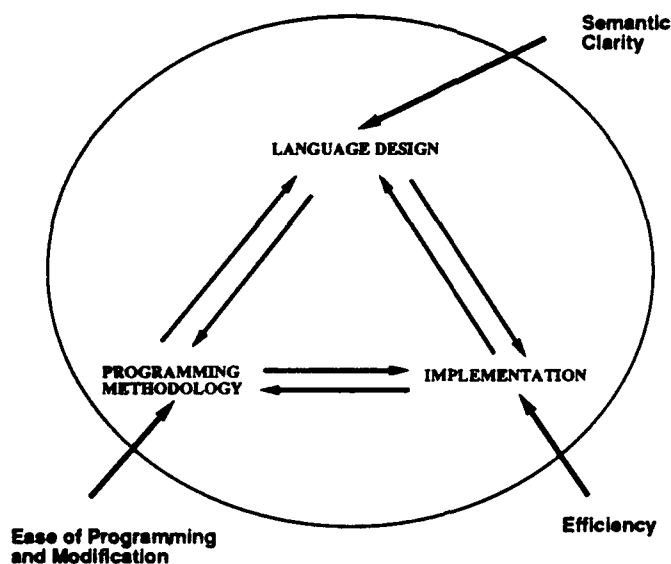 Semantic
Clarity
LANGUAGE DESIGN
PROGRAMMING
METHODOLOGY
IMPLEMENTATION
Ease of Programming
and Modification
Efficiency